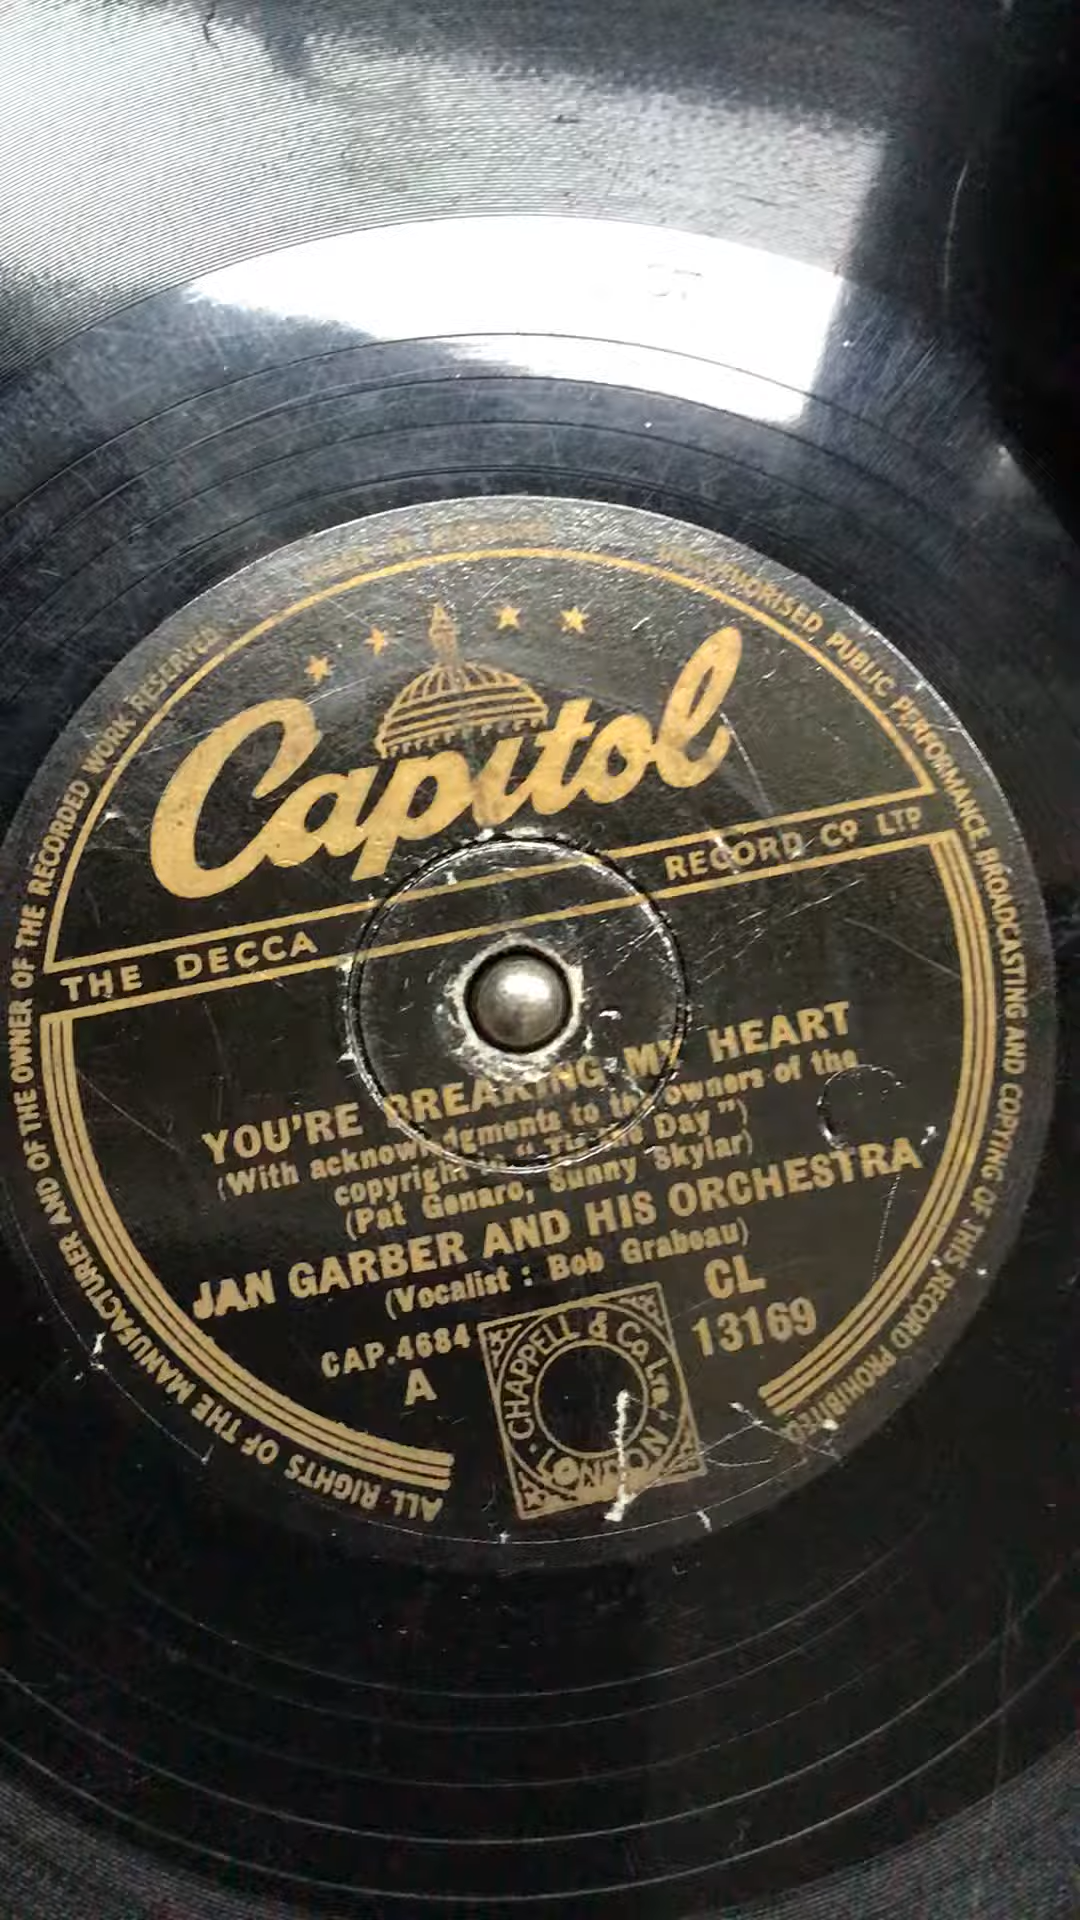 Capitol
THE DECCA RECORD CO LTD
YOU'RE BREAKING MY HEART
(With acknowledgments to the owners of the
copyright in "Tis the Day")
(Pat Genaro, Sunny Skylar)
JAN GARBER AND HIS ORCHESTRA
(Vocalist : Bob Grabeau)
CAP.4684
A
CL
13169
· CHAPPELL & Co LTD. ·
LONDON
ALL RIGHTS OF THE MANUFACTURER AND OF THE OWNER OF THE RECORDED WORK RESERVED
UNAUTHORISED PUBLIC PERFORMANCE BROADCASTING AND COPYING OF THIS RECORD PROHIBITED